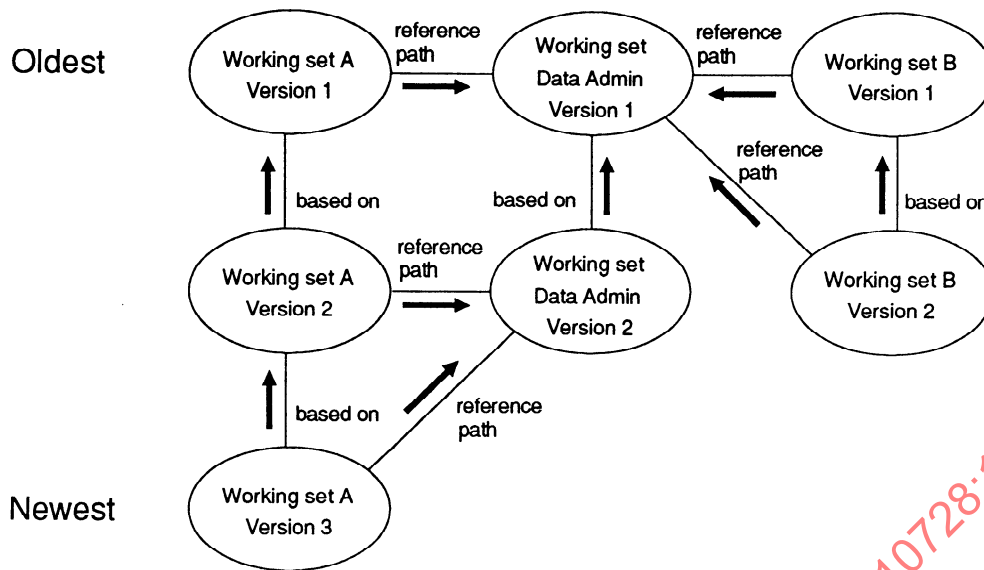 Oldest
Working set A
Version 1
reference
path
Working set
Data Admin
Version 1
reference
path
Working set B
Version 1
based on
based on
reference
path
based on
Working set A
Version 2
reference
path
Working set
Data Admin
Version 2
Working set B
Version 2
based on
reference
path
Newest
Working set A
Version 3